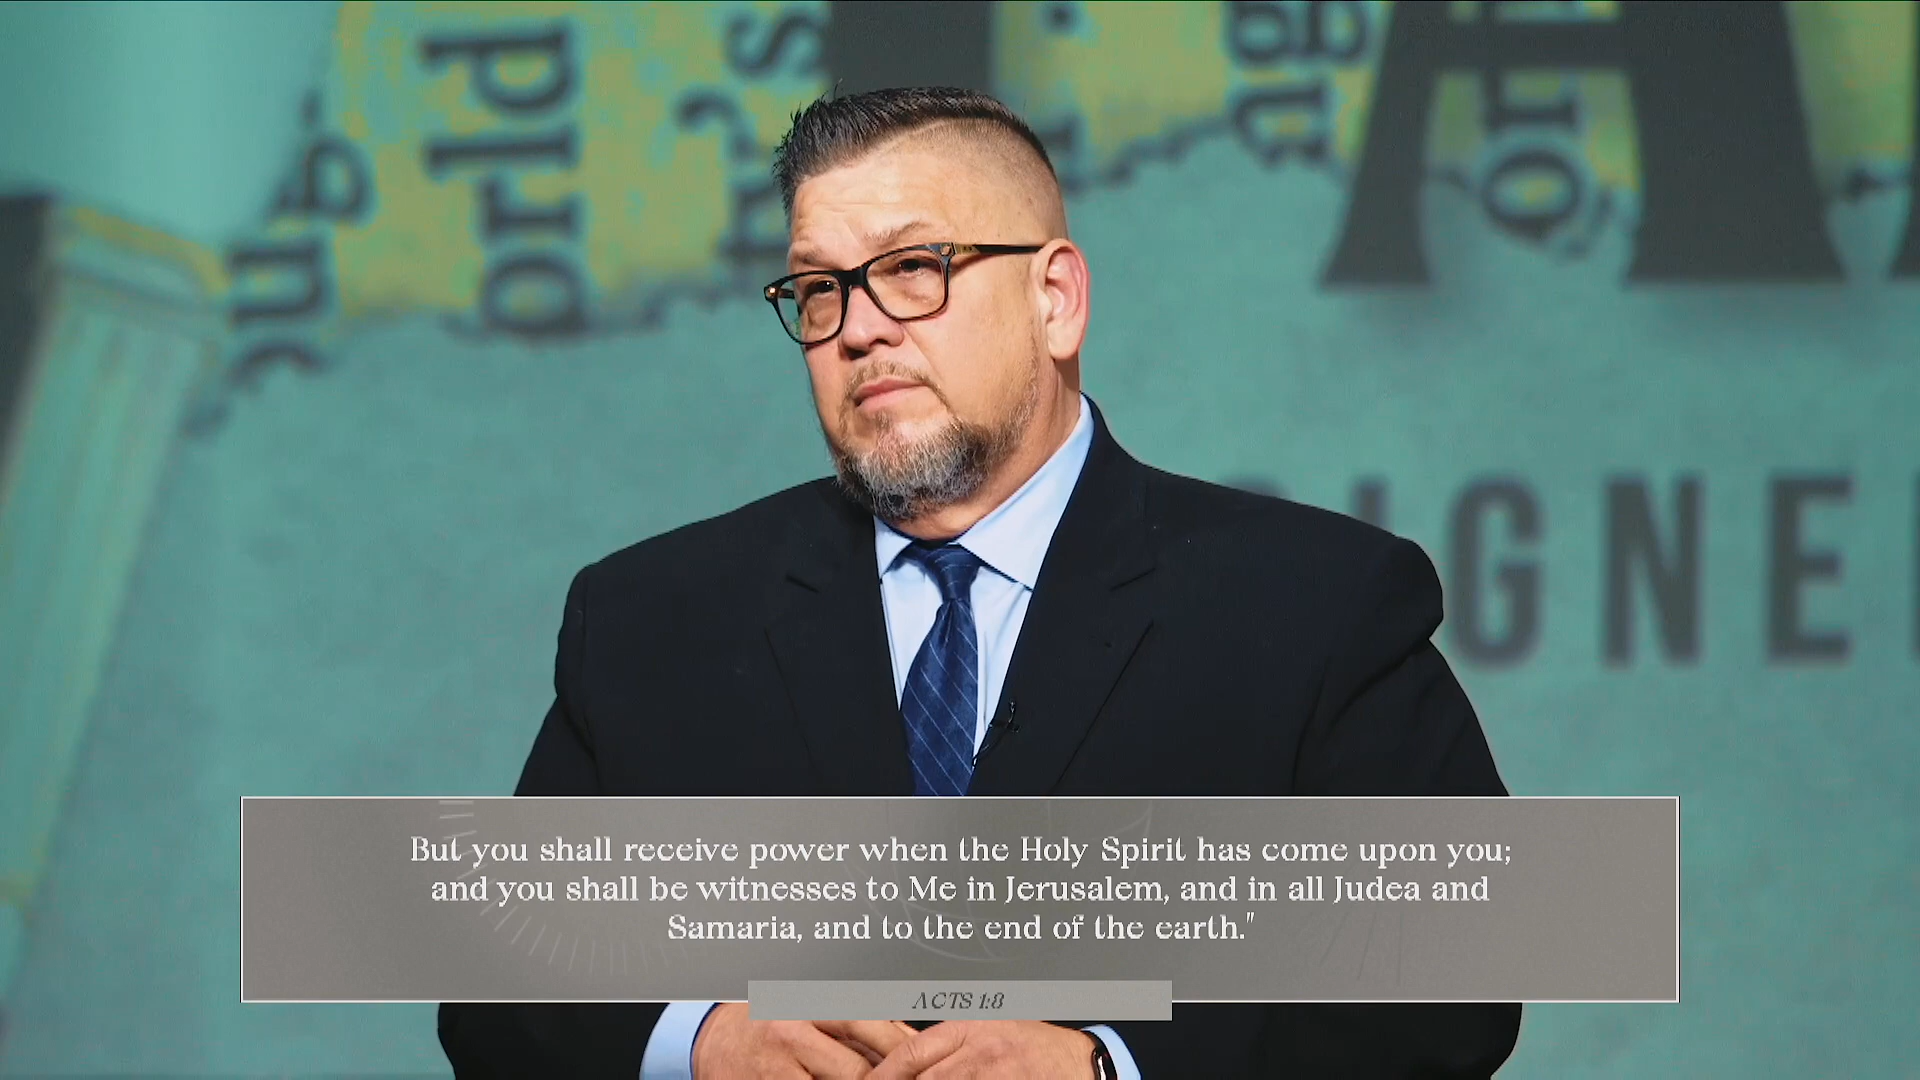 orld
IGNE
But you shall receive power when the Holy Spirit has come upon you;
and you shall be witnesses to Me in Jerusalem, and in all Judea and
Samaria, and to the end of the earth."
ACTS 1:8